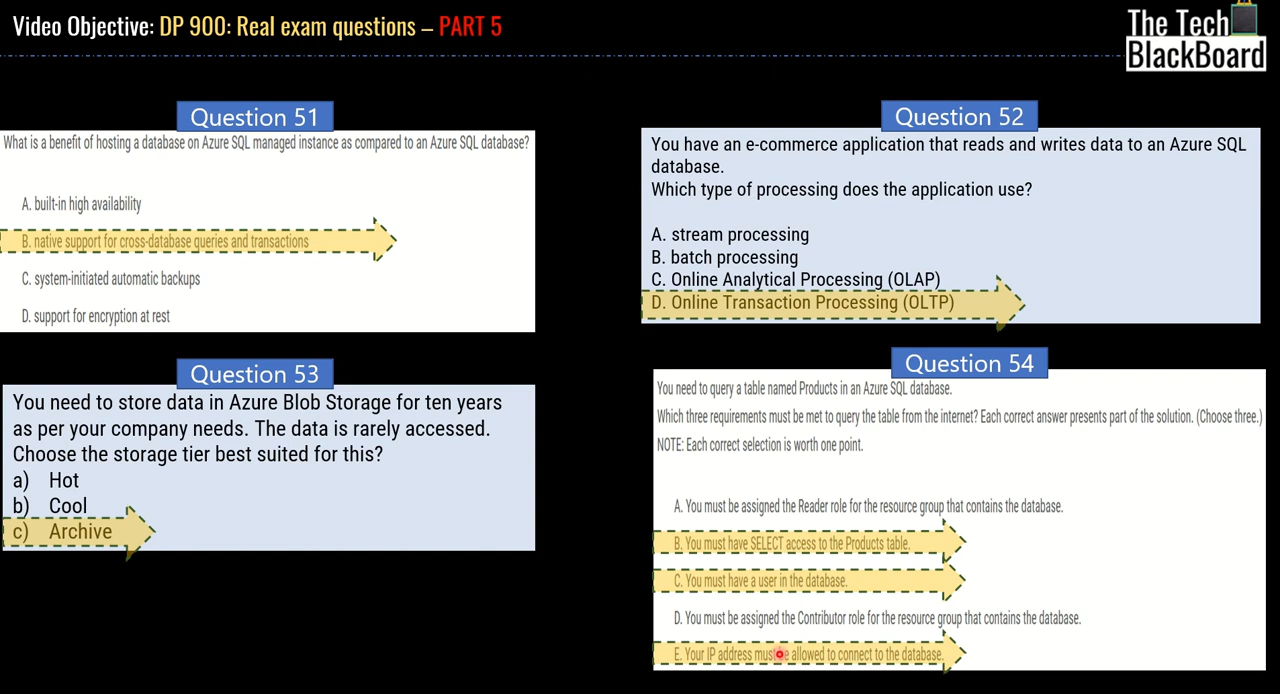 Video Objective: DP 900: Real exam questions – PART 5
The Tech
BlackBoard
Question 51
What is a benefit of hosting a database on Azure SQL managed instance as compared to an Azure SQL database?
A. built-in high availability
B. native support for cross-database queries and transactions
C. system-initiated automatic backups
D. support for encryption at rest
Question 52
You have an e-commerce application that reads and writes data to an Azure SQL
database.
Which type of processing does the application use?
A. stream processing
B. batch processing
C. Online Analytical Processing (OLAP)
D. Online Transaction Processing (OLTP)
Question 53
You need to store data in Azure Blob Storage for ten years
as per your company needs. The data is rarely accessed.
Choose the storage tier best suited for this?
a) Hot
b) Cool
c) Archive
Question 54
You need to query a table named Products in an Azure SQL database.
Which three requirements must be met to query the table from the internet? Each correct answer presents part of the solution. (Choose three.)
NOTE: Each correct selection is worth one point.
A. You must be assigned the Reader role for the resource group that contains the database.
B. You must have SELECT access to the Products table.
C. You must have a user in the database.
D. You must be assigned the Contributor role for the resource group that contains the database.
E. Your IP address must be allowed to connect to the database.